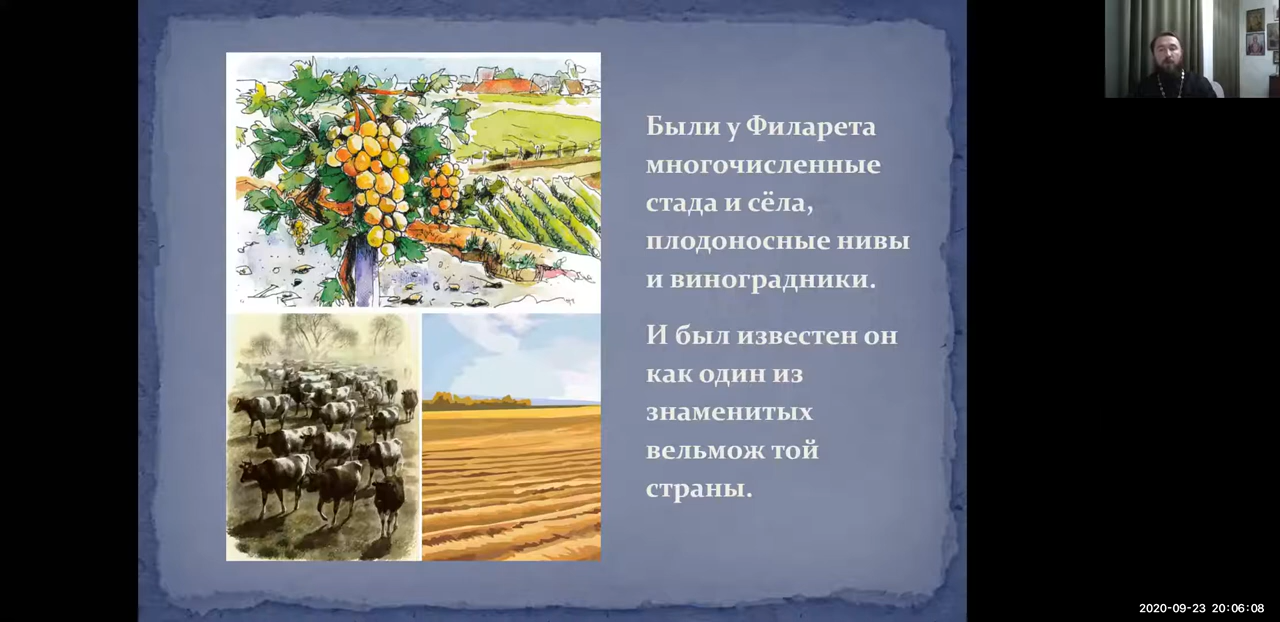 Были у Филарета
многочисленные
стада и сёла,
плодоносные нивы
и виноградники.
И был известен он
как один из
знаменитых
вельмож той
страны.
2020-09-23 20:06:08